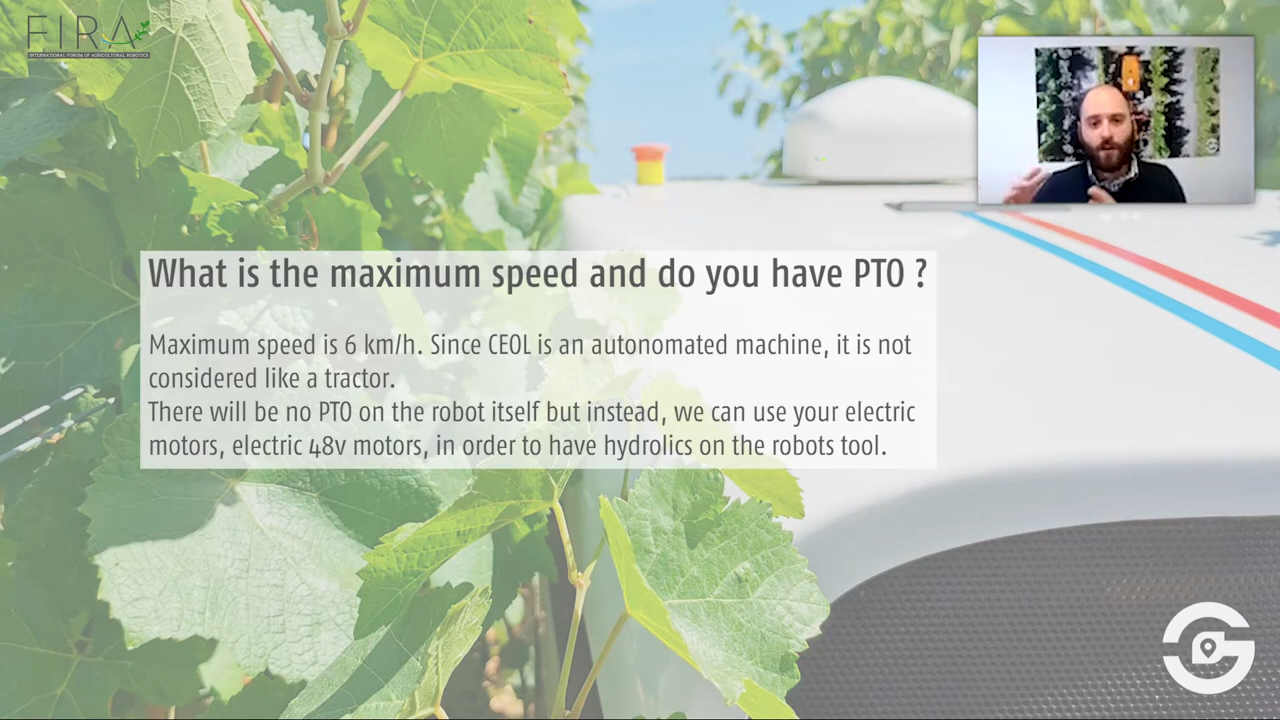 FIRA
INTERNATIONAL FORUM OF AGRICULTURAL ROBOTICS
What is the maximum speed and do you have PTO ?
Maximum speed is 6 km/h. Since CEOL is an autonomated machine, it is not
considered like a tractor.
There will be no PTO on the robot itself but instead, we can use your electric
motors, electric 48v motors, in order to have hydrolics on the robots tool.